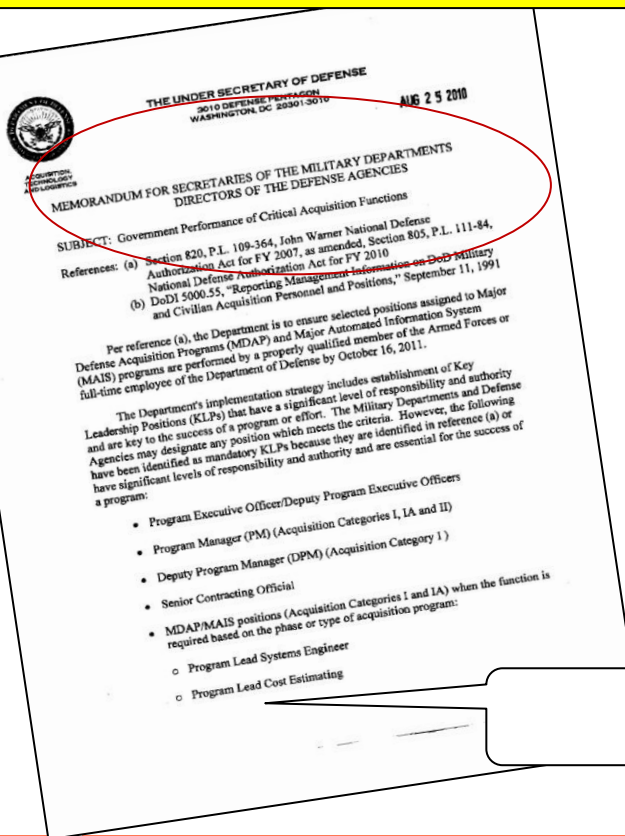 THE UNDER SECRETARY OF DEFENSE
3010 DEFENSE PENTAGON
WASHINGTON, DC 20301-3010
AUG 25 2010
ACQUISITION,
TECHNOLOGY
AND LOGISTICS
MEMORANDUM FOR SECRETARIES OF THE MILITARY DEPARTMENTS
DIRECTORS OF THE DEFENSE AGENCIES
SUBJECT: Government Performance of Critical Acquisition Functions
References: (a) Section 820, P.L. 109-364, John Warner National Defense
Authorization Act for FY 2007, as amended, Section 805, P.L. 111-84,
National Defense Authorization Act for FY 2010
(b) DoDI 5000.55, "Reporting Management Information on DoD Military
and Civilian Acquisition Personnel and Positions," September 11, 1991
Per reference (a), the Department is to ensure selected positions assigned to Major
Defense Acquisition Programs (MDAP) and Major Automated Information System
(MAIS) programs are performed by a properly qualified member of the Armed Forces or
full-time employee of the Department of Defense by October 16, 2011.
The Department's implementation strategy includes establishment of Key
Leadership Positions (KLPs) that have a significant level of responsibility and authority
and are key to the success of a program or effort. The Military Departments and Defense
Agencies may designate any position which meets the criteria. However, the following
have been identified as mandatory KLPs because they are identified in reference (a) or
have significant levels of responsibility and authority and are essential for the success of
a program:
• Program Executive Officer/Deputy Program Executive Officers
• Program Manager (PM) (Acquisition Categories I, IA and II)
• Deputy Program Manager (DPM) (Acquisition Category I)
• Senior Contracting Official
• MDAP/MAIS positions (Acquisition Categories I and IA) when the function is
required based on the phase or type of acquisition program:
o Program Lead Systems Engineer
o Program Lead Cost Estimating